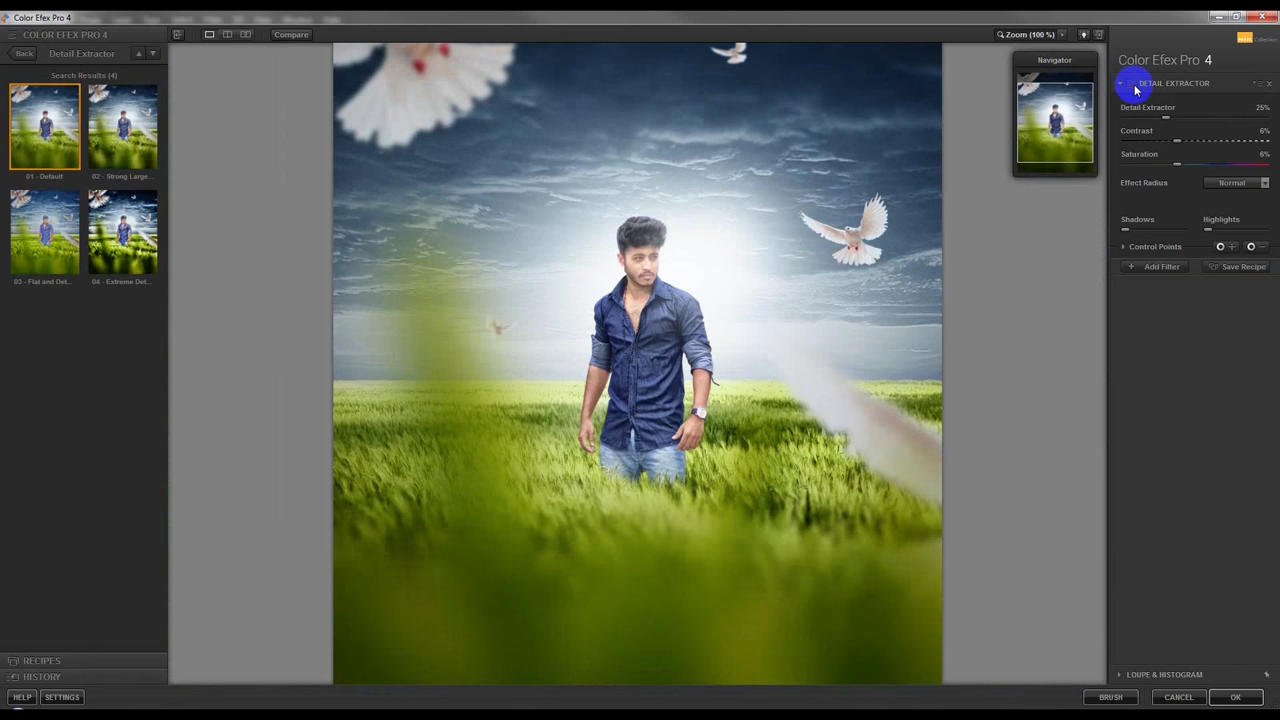 Color Efex Pro 4
COLOR EFEX PRO 4
Compare
Zoom (100 %)
Back
Detail Extractor
Search Results (4)
01 - Default
02 - Strong Large...
03 - Flat and Det...
04 - Extreme Det...
Navigator
Color Efex Pro 4
DETAIL EXTRACTOR
Detail Extractor 25%
Contrast 6%
Saturation 6%
Effect Radius Normal
Shadows Highlights
Control Points
Add Filter Save Recipe
RECIPES
HISTORY
LOUPE & HISTOGRAM
HELP SETTINGS
BRUSH CANCEL OK